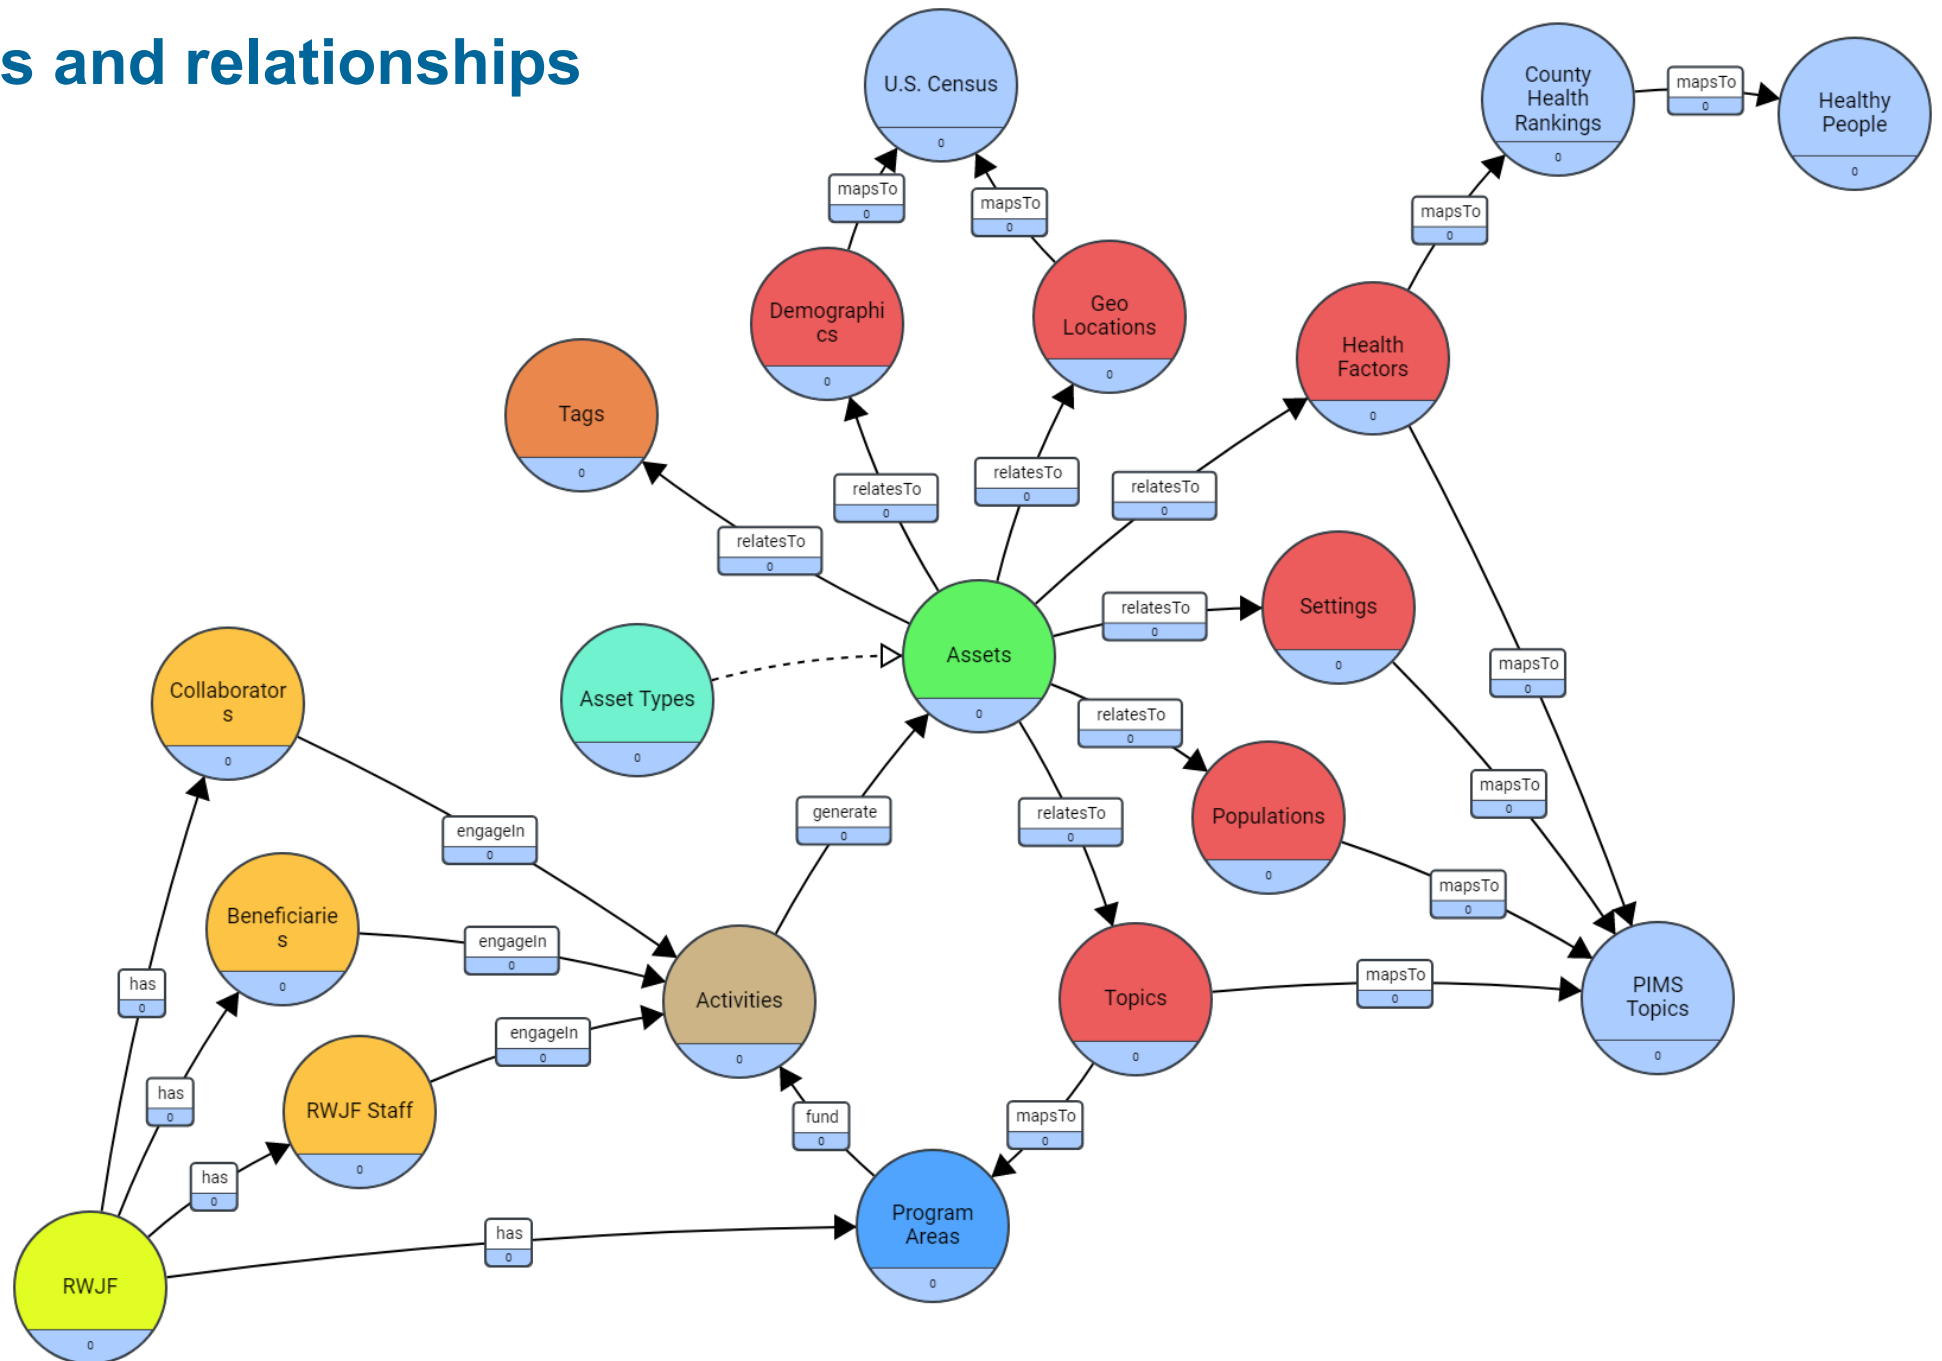 s and relationships
U.S. Census
0
County
Health
Rankings
0
mapsTo
0
Healthy
People
0
mapsTo
0
mapsTo
0
mapsTo
0
Demographi
cs
0
Geo
Locations
0
Health
Factors
0
Tags
0
relatesTo
0
relatesTo
0
relatesTo
0
relatesTo
0
Settings
0
relatesTo
0
Assets
0
Asset Types
0
Collaborator
s
0
mapsTo
0
relatesTo
0
mapsTo
0
Populations
0
generate
0
relatesTo
0
engageIn
0
mapsTo
0
Beneficiarie
s
0
engageIn
0
has
0
Activities
0
Topics
0
mapsTo
0
PIMS
Topics
0
engageIn
0
has
0
RWJF Staff
0
fund
0
mapsTo
0
has
0
has
0
Program
Areas
0
RWJF
0